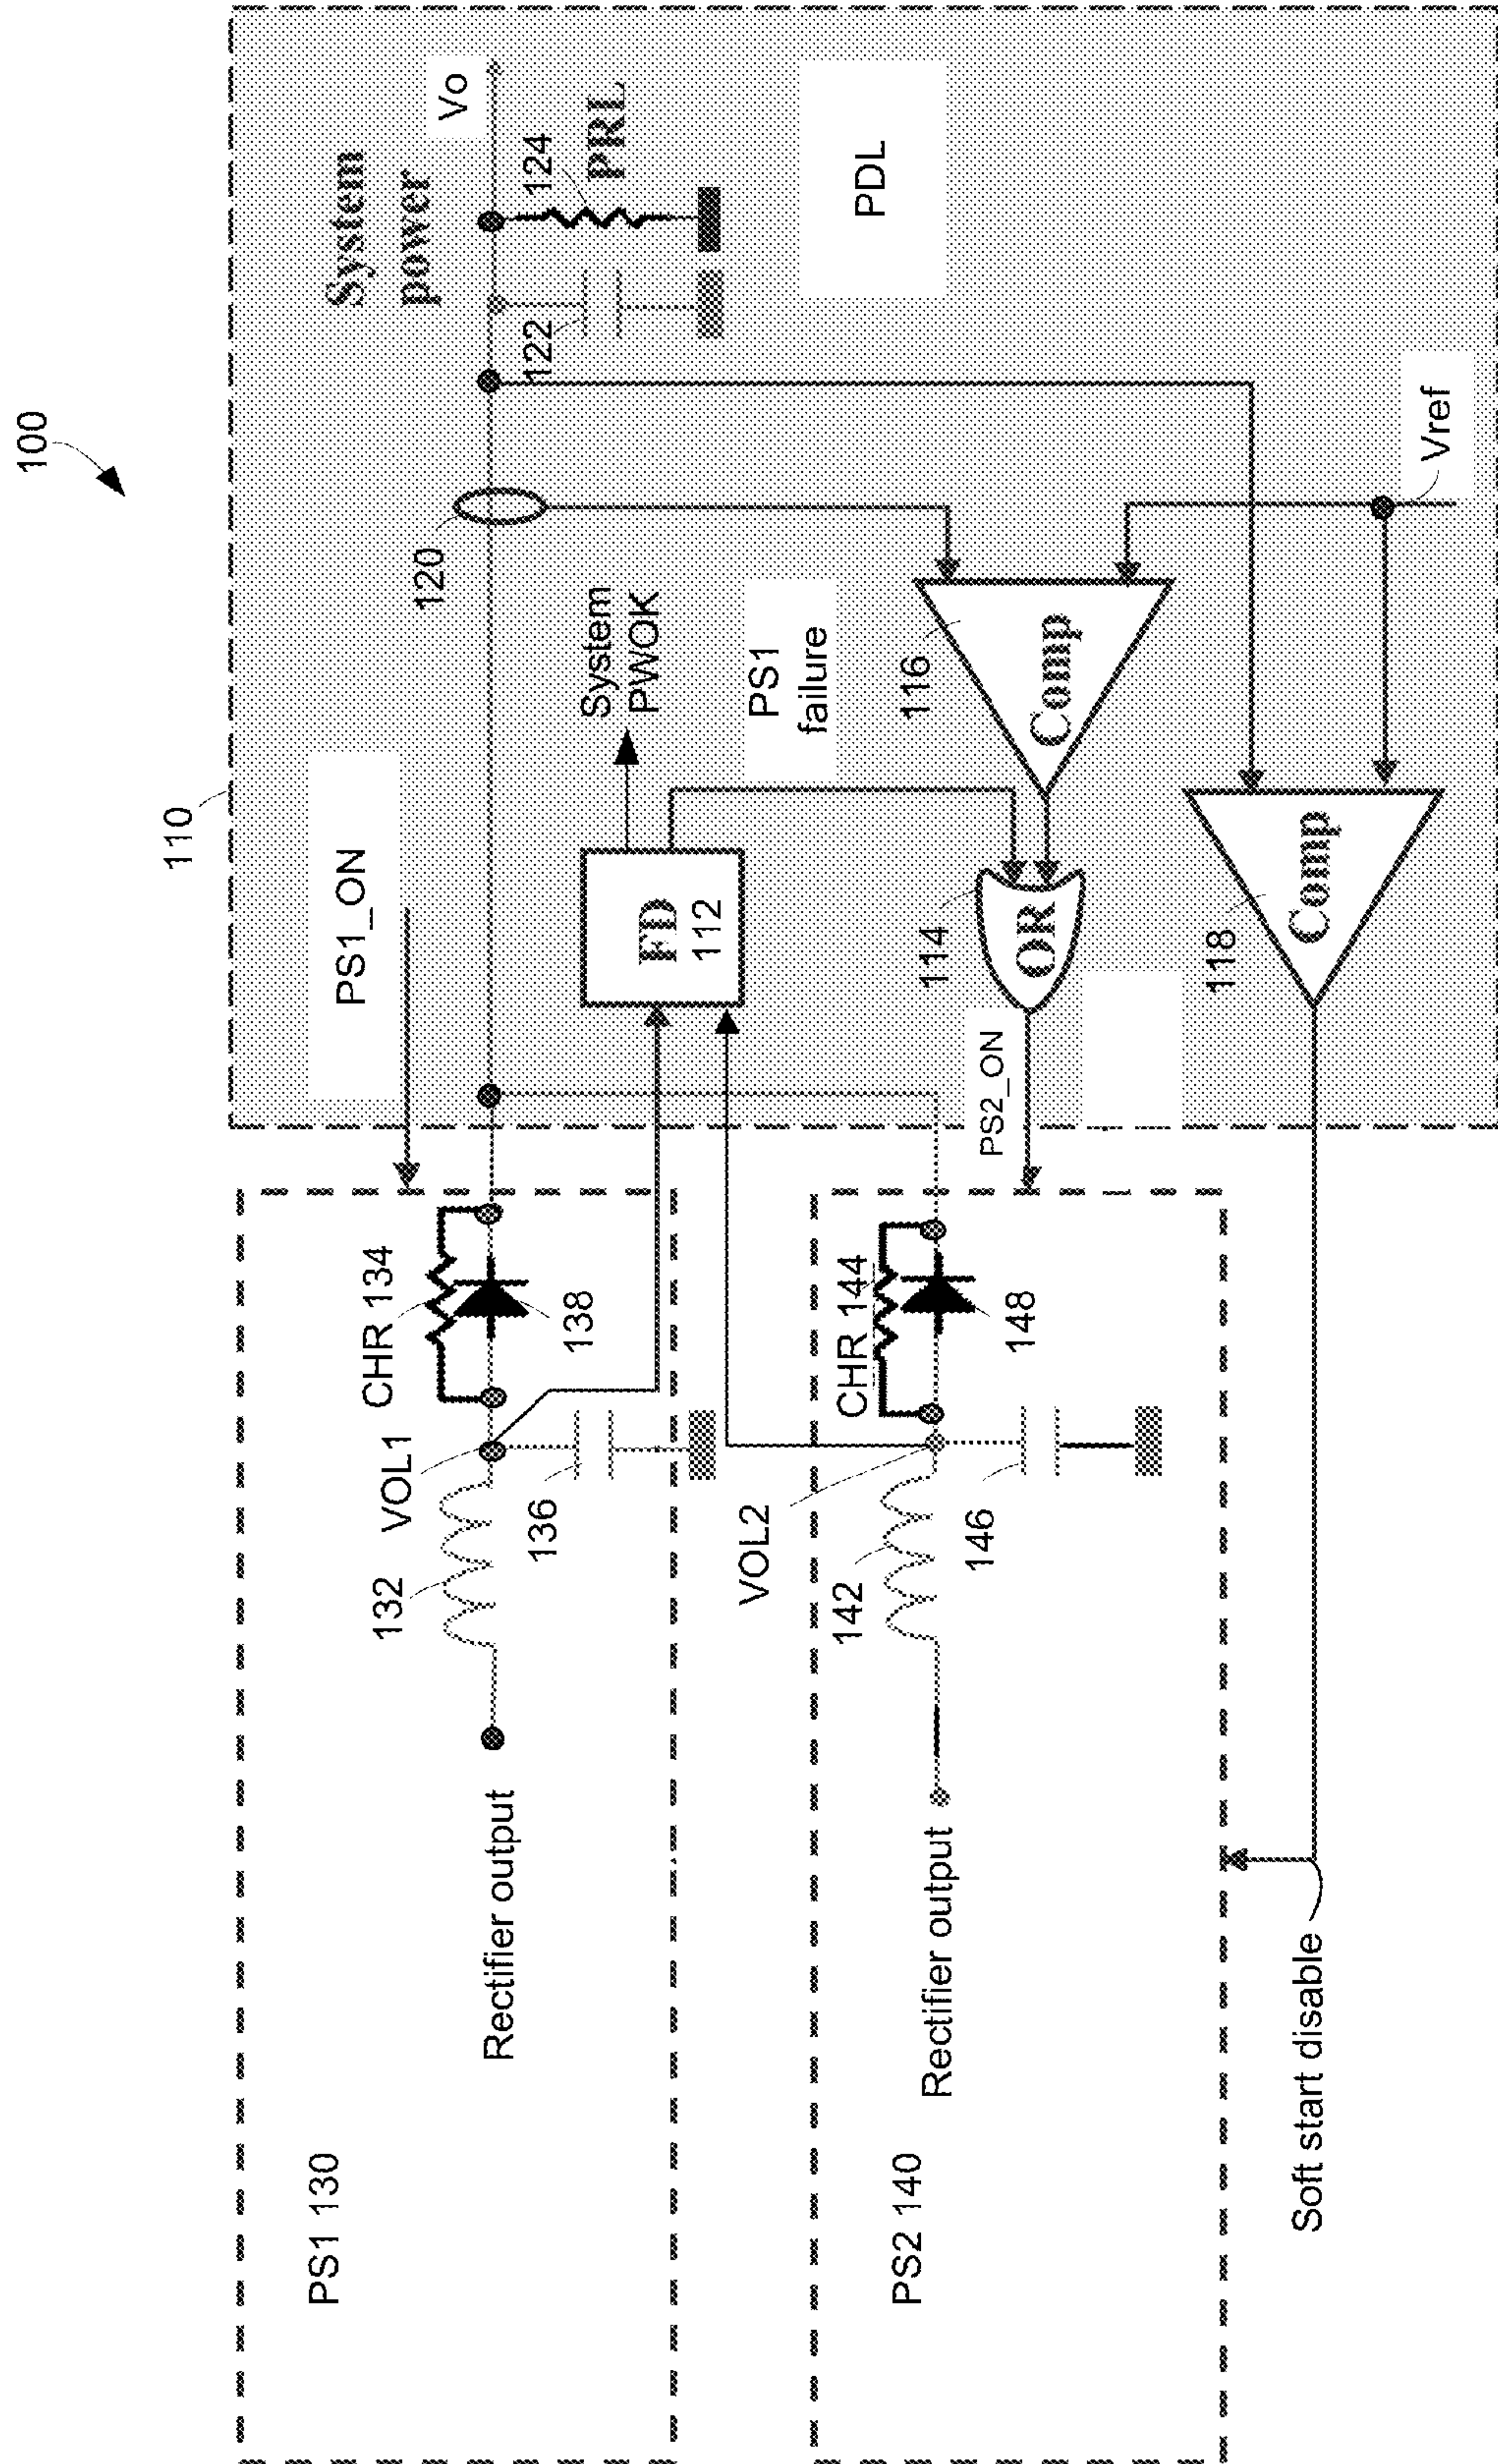 100
110
System
power
Vo
PS1_ON
120
122
124
PRL
PDL
System
PWOK
PS1
failure
FD
112
114
OR
116
Comp
118
Comp
Vref
PS2_ON
PS1 130
Rectifier output
132
VOL1
CHR 134
136
138
PS2 140
Rectifier output
142
VOL2
CHR 144
146
148
Soft start disable